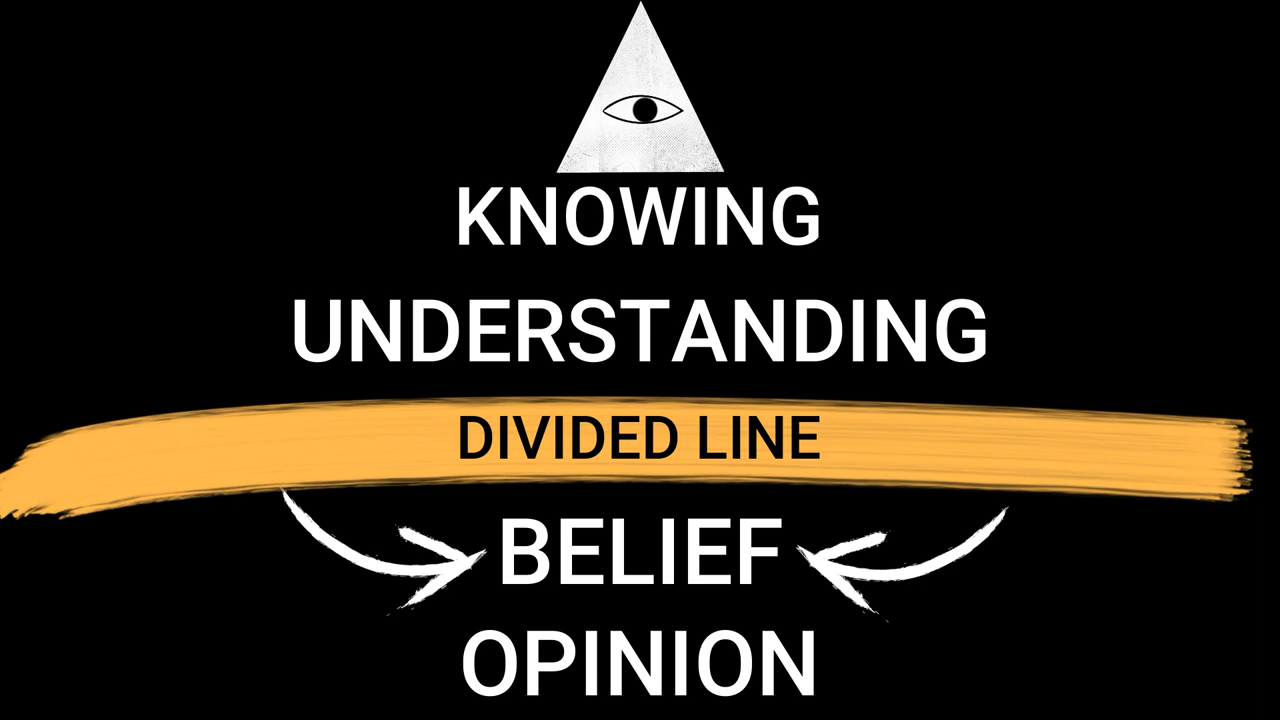 KNOWING
UNDERSTANDING
DIVIDED LINE
BELIEF
OPINION